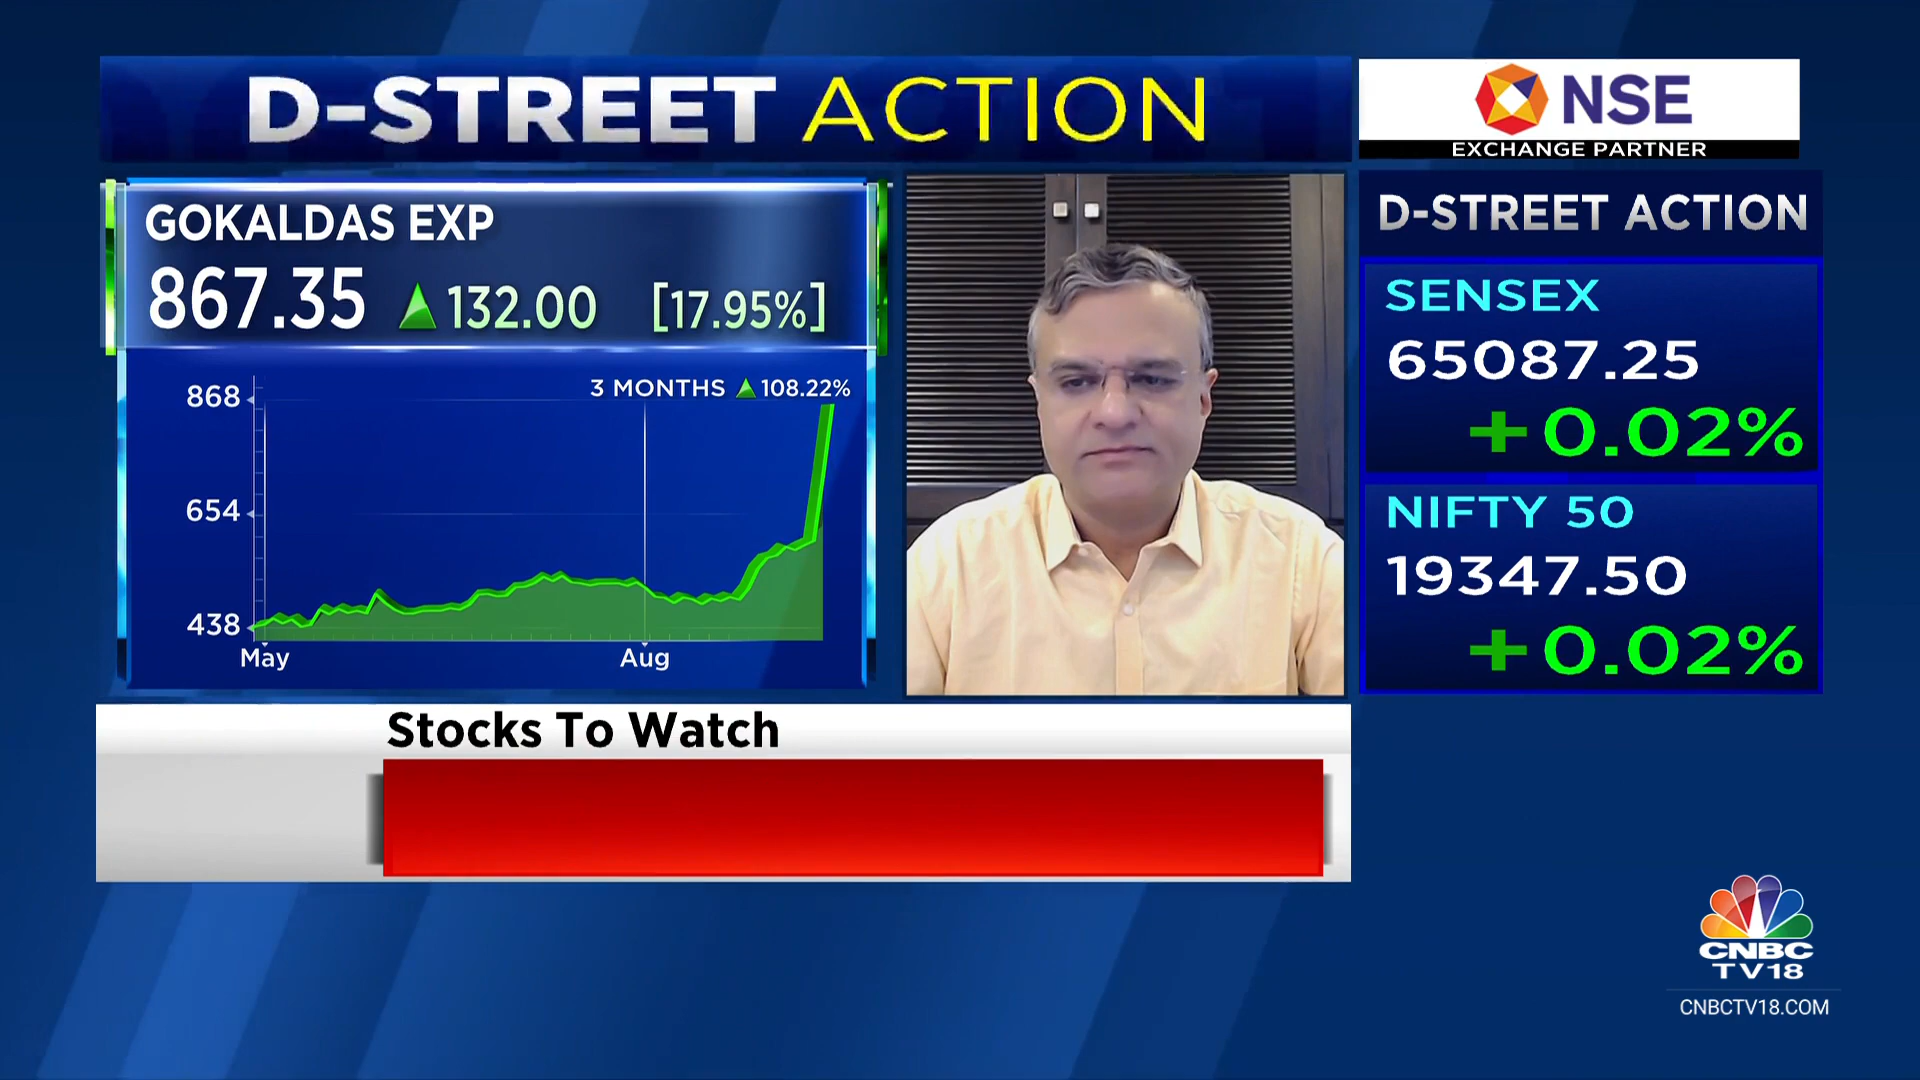 D-STREET ACTION
NSE
EXCHANGE PARTNER
GOKALDAS EXP
867.35 ▲ 132.00 [17.95%]
3 MONTHS ▲ 108.22%
868
654
438
May Aug
D-STREET ACTION
SENSEX
65087.25
+0.02%
NIFTY 50
19347.50
+0.02%
Stocks To Watch
CNBC
TV18
CNBCTV18.COM